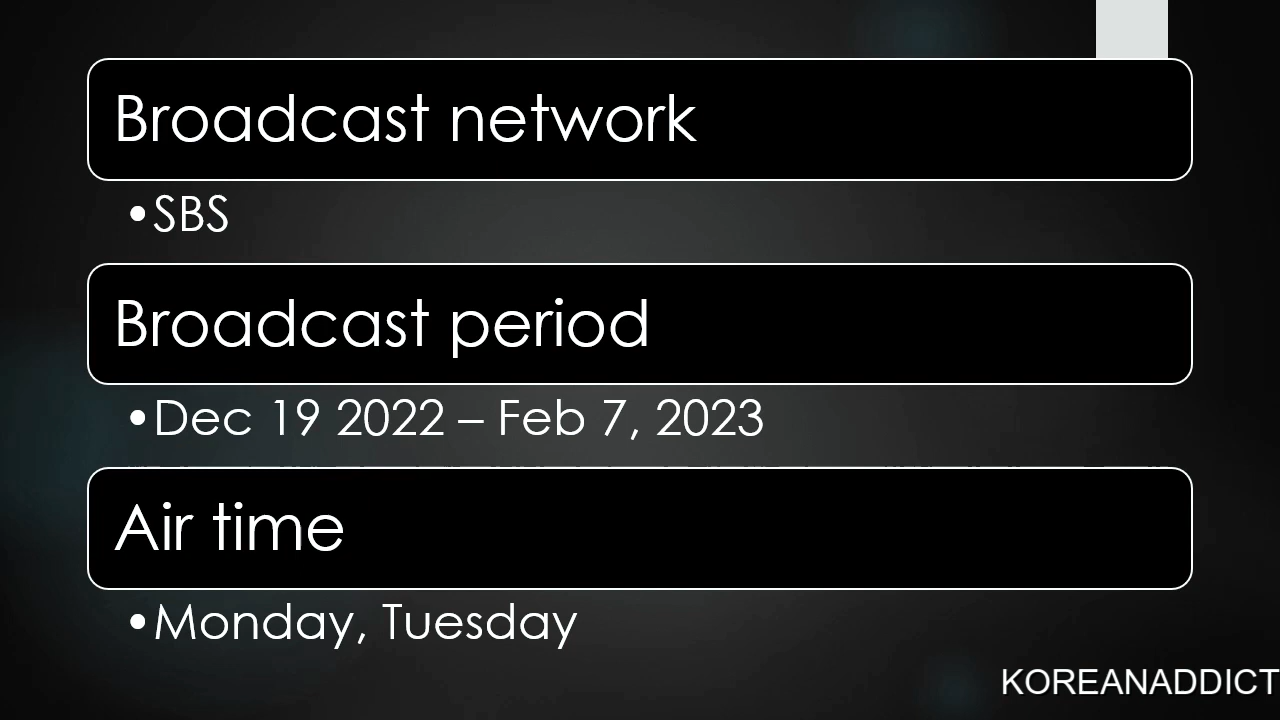 Broadcast network
•SBS
Broadcast period
•Dec 19 2022 – Feb 7, 2023
Air time
•Monday, Tuesday
KOREANADDICT